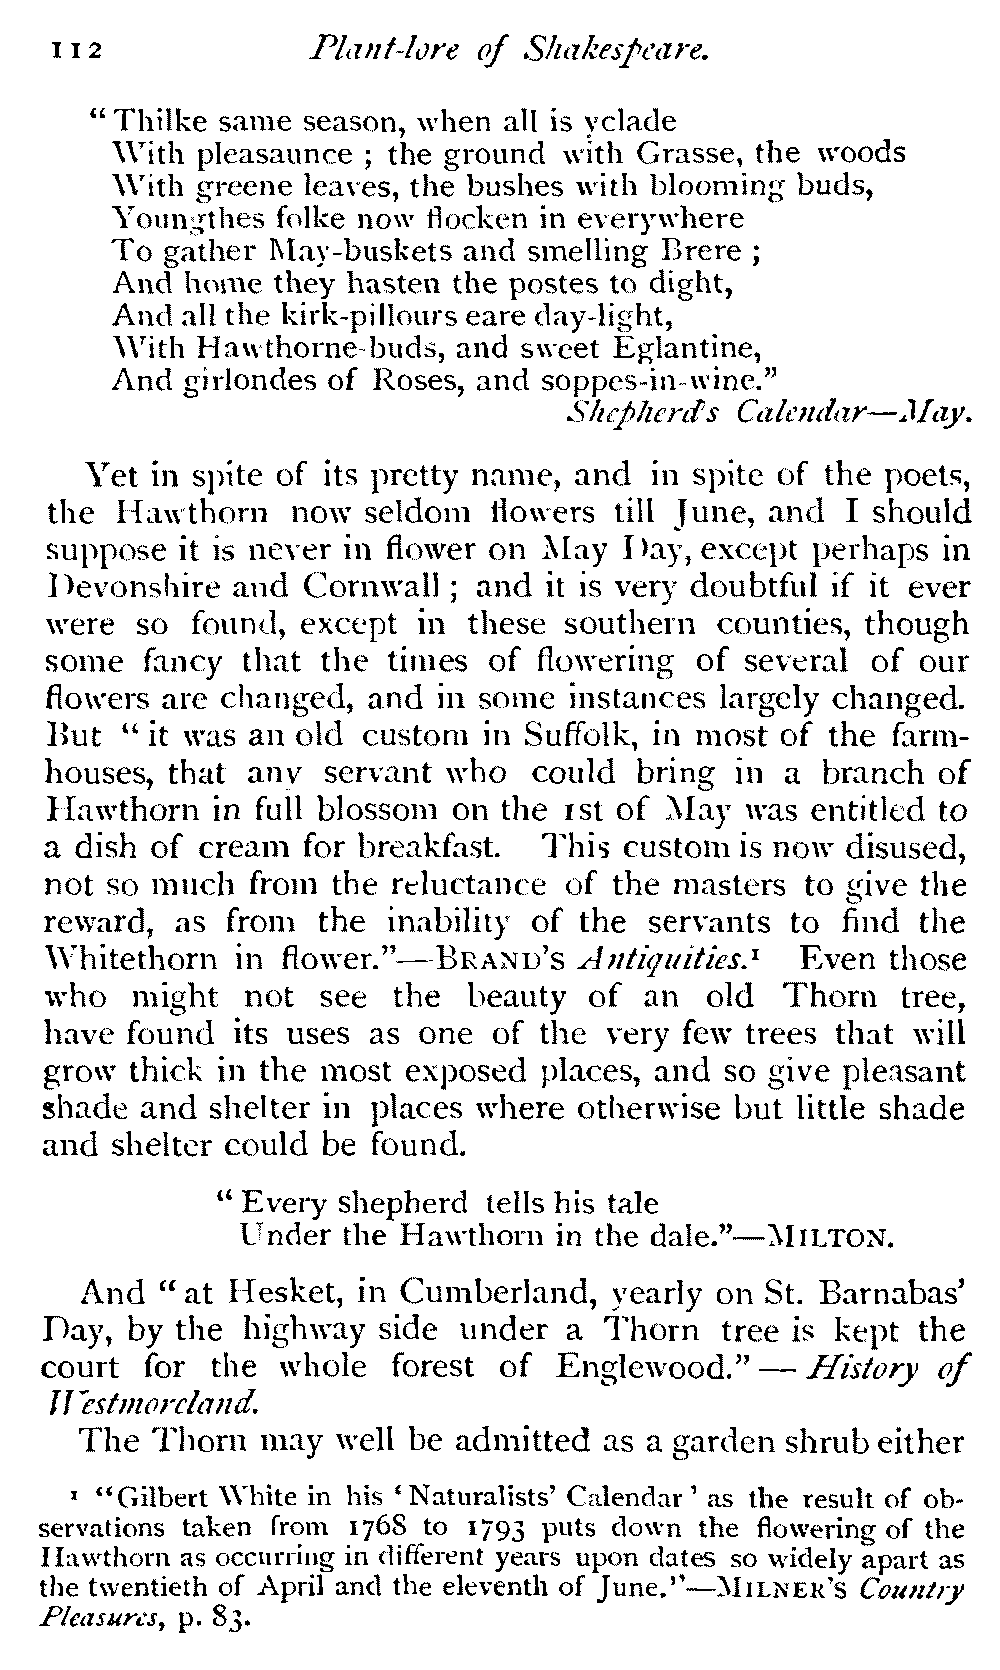 112 Plant-lore of Shakespeare.
“Thilke same season, when all is yclade
With pleasaunce ; the ground with Grasse, the woods
With greene leaves, the bushes with blooming buds,
Youngthes folke now flocken in everywhere
To gather May-buskets and smelling Brere ;
And home they hasten the postes to dight,
And all the kirk-pillours eare day-light,
With Hawthorne-buds, and sweet Eglantine,
And girlondes of Roses, and soppes-in-wine.”
Shepherd's Calendar—May.
Yet in spite of its pretty name, and in spite of the poets,
the Hawthorn now seldom flowers till June, and I should
suppose it is never in flower on May Day, except perhaps in
Devonshire and Cornwall ; and it is very doubtful if it ever
were so found, except in these southern counties, though
some fancy that the times of flowering of several of our
flowers are changed, and in some instances largely changed.
But “it was an old custom in Suffolk, in most of the farm-
houses, that any servant who could bring in a branch of
Hawthorn in full blossom on the 1st of May was entitled to
a dish of cream for breakfast. This custom is now disused,
not so much from the reluctance of the masters to give the
reward, as from the inability of the servants to find the
Whitethorn in flower.”—BRAND'S Antiquities.¹ Even those
who might not see the beauty of an old Thorn tree,
have found its uses as one of the very few trees that will
grow thick in the most exposed places, and so give pleasant
shade and shelter in places where otherwise but little shade
and shelter could be found.
“Every shepherd tells his tale
Under the Hawthorn in the dale.”—MILTON.
And “at Hesket, in Cumberland, yearly on St. Barnabas'
Day, by the highway side under a Thorn tree is kept the
court for the whole forest of Englewood.” — History of
Westmoreland.
The Thorn may well be admitted as a garden shrub either
¹ “Gilbert White in his ‘Naturalists' Calendar’ as the result of ob-
servations taken from 1768 to 1793 puts down the flowering of the
Hawthorn as occurring in different years upon dates so widely apart as
the twentieth of April and the eleventh of June.”—MILNER'S Country
Pleasures, p. 83.